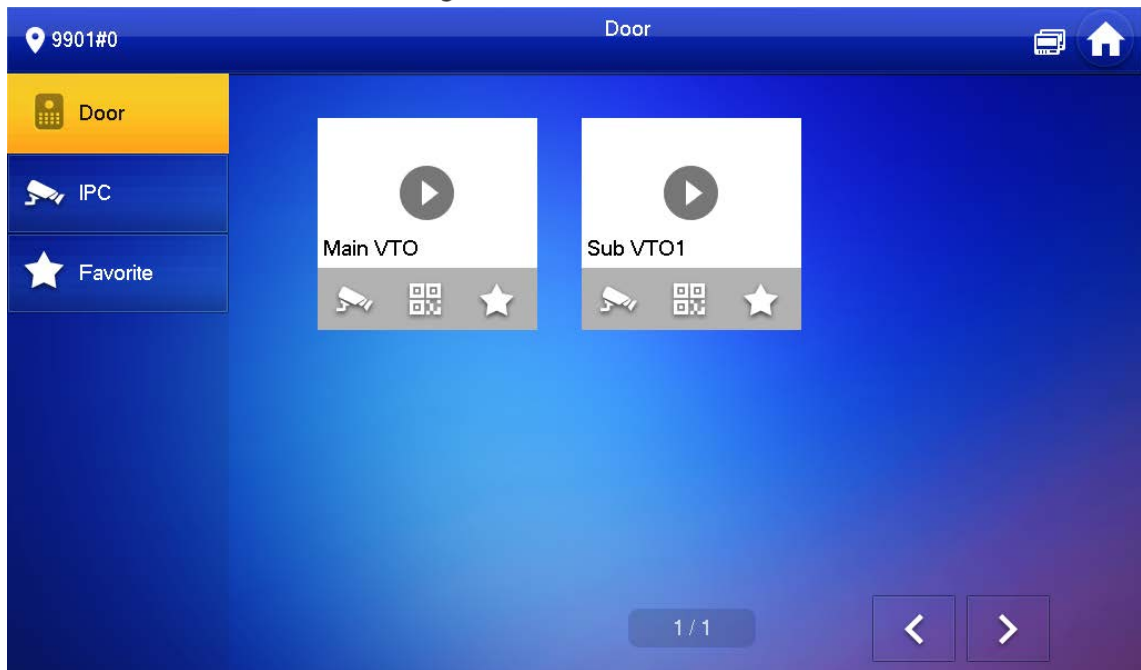 9901#0
Door
Door
IPC
Favorite
Main VTO
Sub VTO1
1 / 1